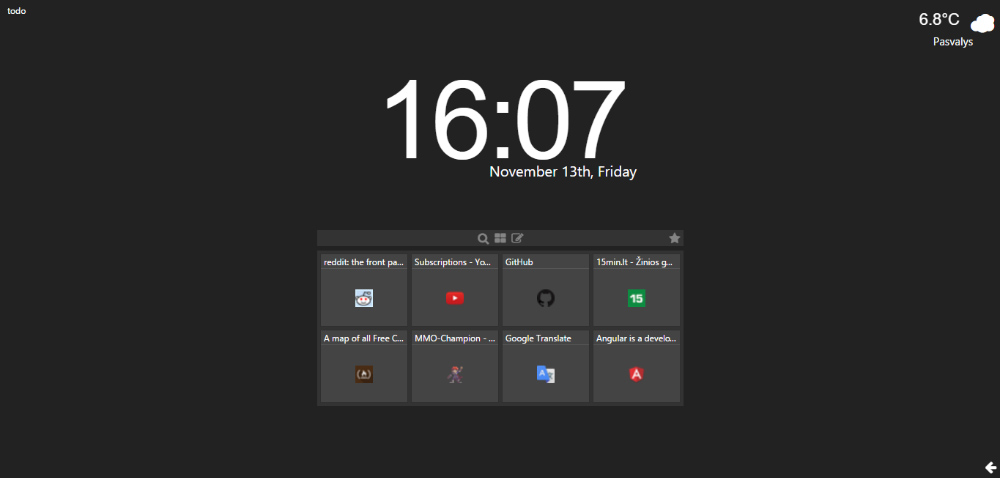 todo
6.8°C
Pasvalys
16:07
November 13th, Friday
reddit: the front pa...
Subscriptions - Yo...
GitHub
15min.lt - Žinios g...
15
A map of all Free C...
MMO-Champion - ...
Google Translate
Angular is a develo...